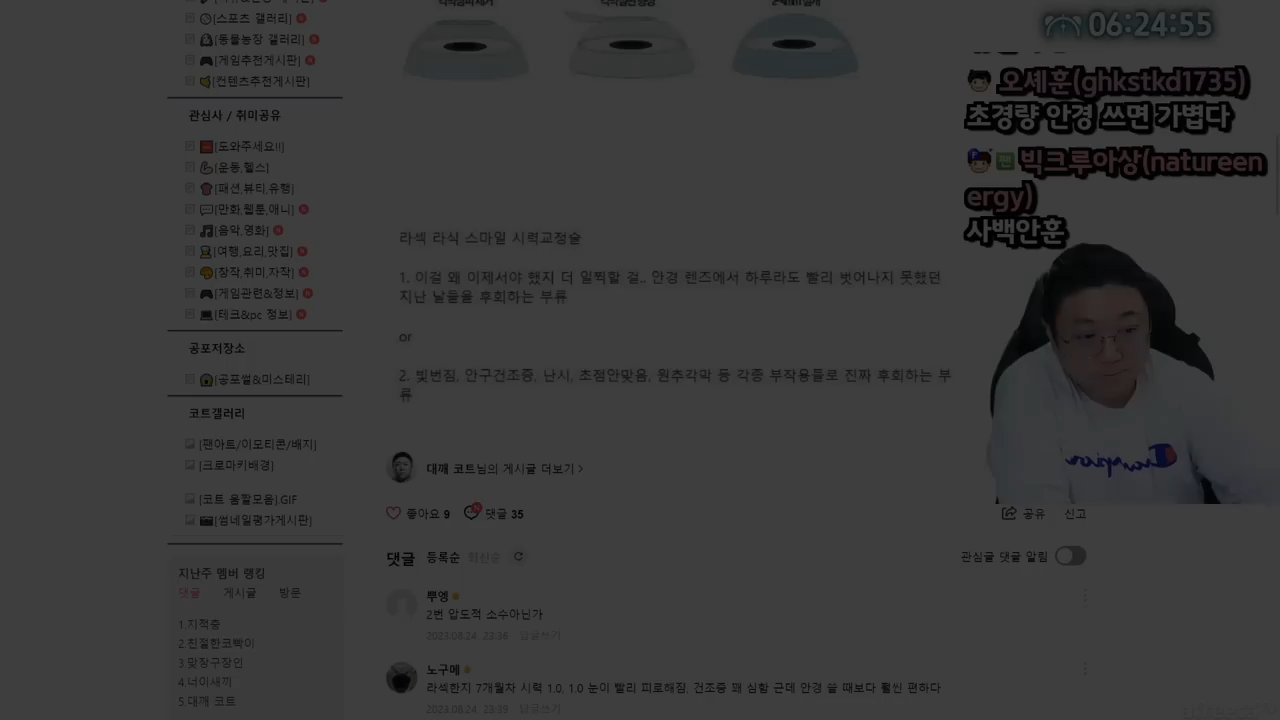 [스포츠 갤러리]
[동물농장 갤러리]
[게임추천게시판]
[컨텐츠추천게시판]
관심사 / 취미공유
[도와주세요!!]
[운동,헬스]
[패션,뷰티,유행]
[만화,웹툰,애니]
[음악,영화]
[여행,요리,맛집]
[창작,취미,자작]
[게임관련&정보]
[테크&pc 정보]
공포저장소
[공포썰&미스테리]
코트갤러리
[팬아트/이모티콘/배지]
[크로마키배경]
[코트 움짤모음].GIF
[썸네일평가게시판]
지난주 멤버 랭킹
댓글 게시글 방문
1.지적충
2.친절한코빡이
3.맞장구장인
4.너이새끼
5.대깨 코트
라섹 라식 스마일 시력교정술
1. 이걸 왜 이제서야 했지 더 일찍할 걸.. 안경 렌즈에서 하루라도 빨리 벗어나지 못했던
지난 날들을 후회하는 부류
or
2. 빛번짐, 안구건조증, 난시, 초점안맞음, 원추각막 등 각종 부작용들로 진짜 후회하는 부
류
대깨 코트님의 게시글 더보기 >
좋아요 9 댓글 35
공유 신고
댓글 등록순 최신순
관심글 댓글 알림
뿌엥
2번 압도적 소수아닌가
2023.08.24. 23:36 답글쓰기
노구메
라섹한지 7개월차 시력 1.0, 1.0 눈이 빨리 피로해짐, 건조증 꽤 심함 근데 안경 쓸 때보다 훨씬 편하다
2023.08.24. 23:39 답글쓰기
06:24:55
오세훈(ghkstkd1735)
초경량 안경 쓰면 가볍다
팬 빅크루아상(natureen
ergy)
사백안훈
Champion